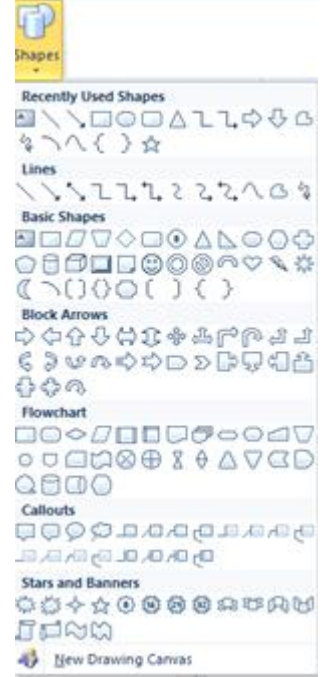 Shapes
Recently Used Shapes
Lines
Basic Shapes
Block Arrows
Flowchart
Callouts
Stars and Banners
New Drawing Canvas